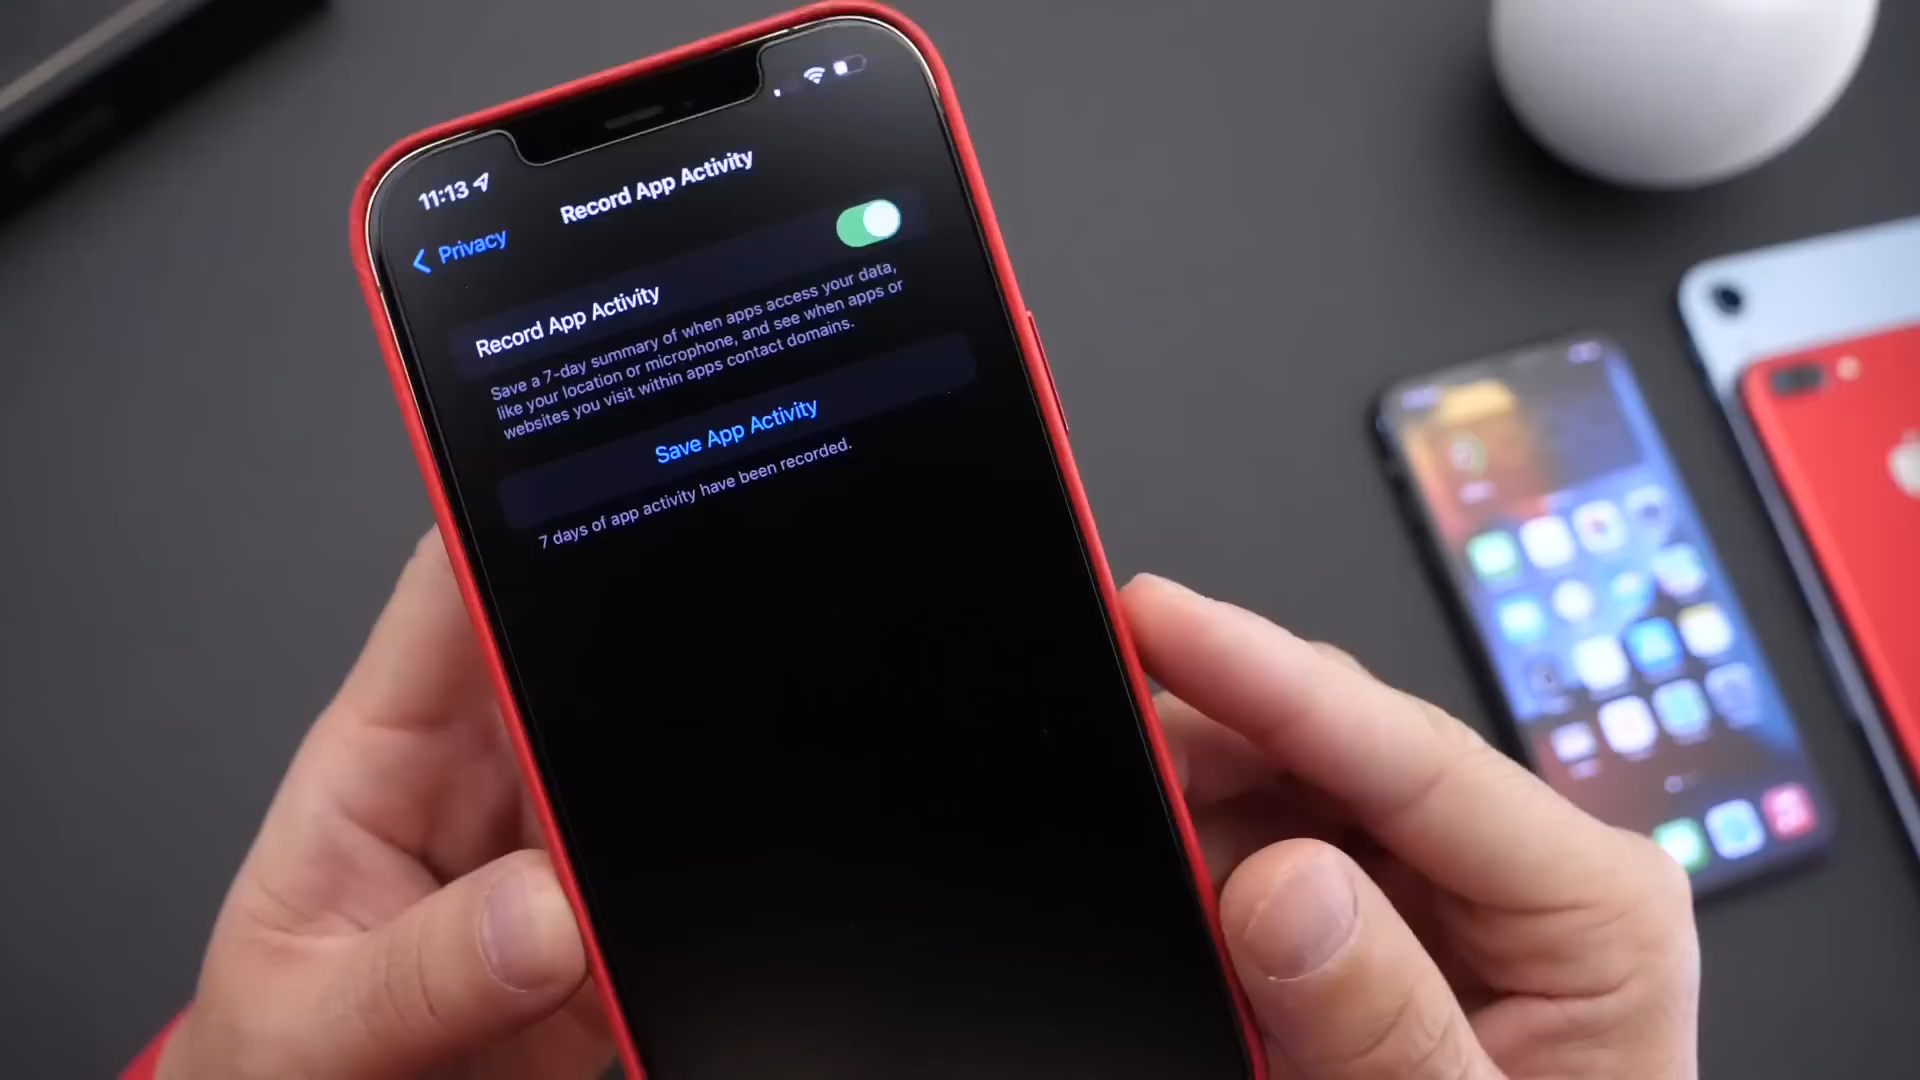 11:13
Privacy
Record App Activity
Record App Activity
Save a 7-day summary of when apps access your data,
like your location or microphone, and see when apps or
websites you visit within apps contact domains.
Save App Activity
7 days of app activity have been recorded.